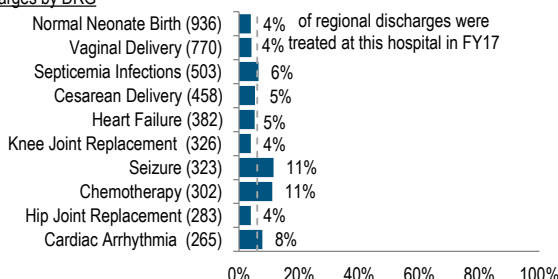 Normal Neonate Birth (936) 4% of regional discharges were
Vaginal Delivery (770) 4% treated at this hospital in FY17
Septicemia Infections (503) 6%
Cesarean Delivery (458) 5%
Heart Failure (382) 5%
Knee Joint Replacement (326) 4%
Seizure (323) 11%
Chemotherapy (302) 11%
Hip Joint Replacement (283) 4%
Cardiac Arrhythmia (265) 8%
0% 20% 40% 60% 80% 100%